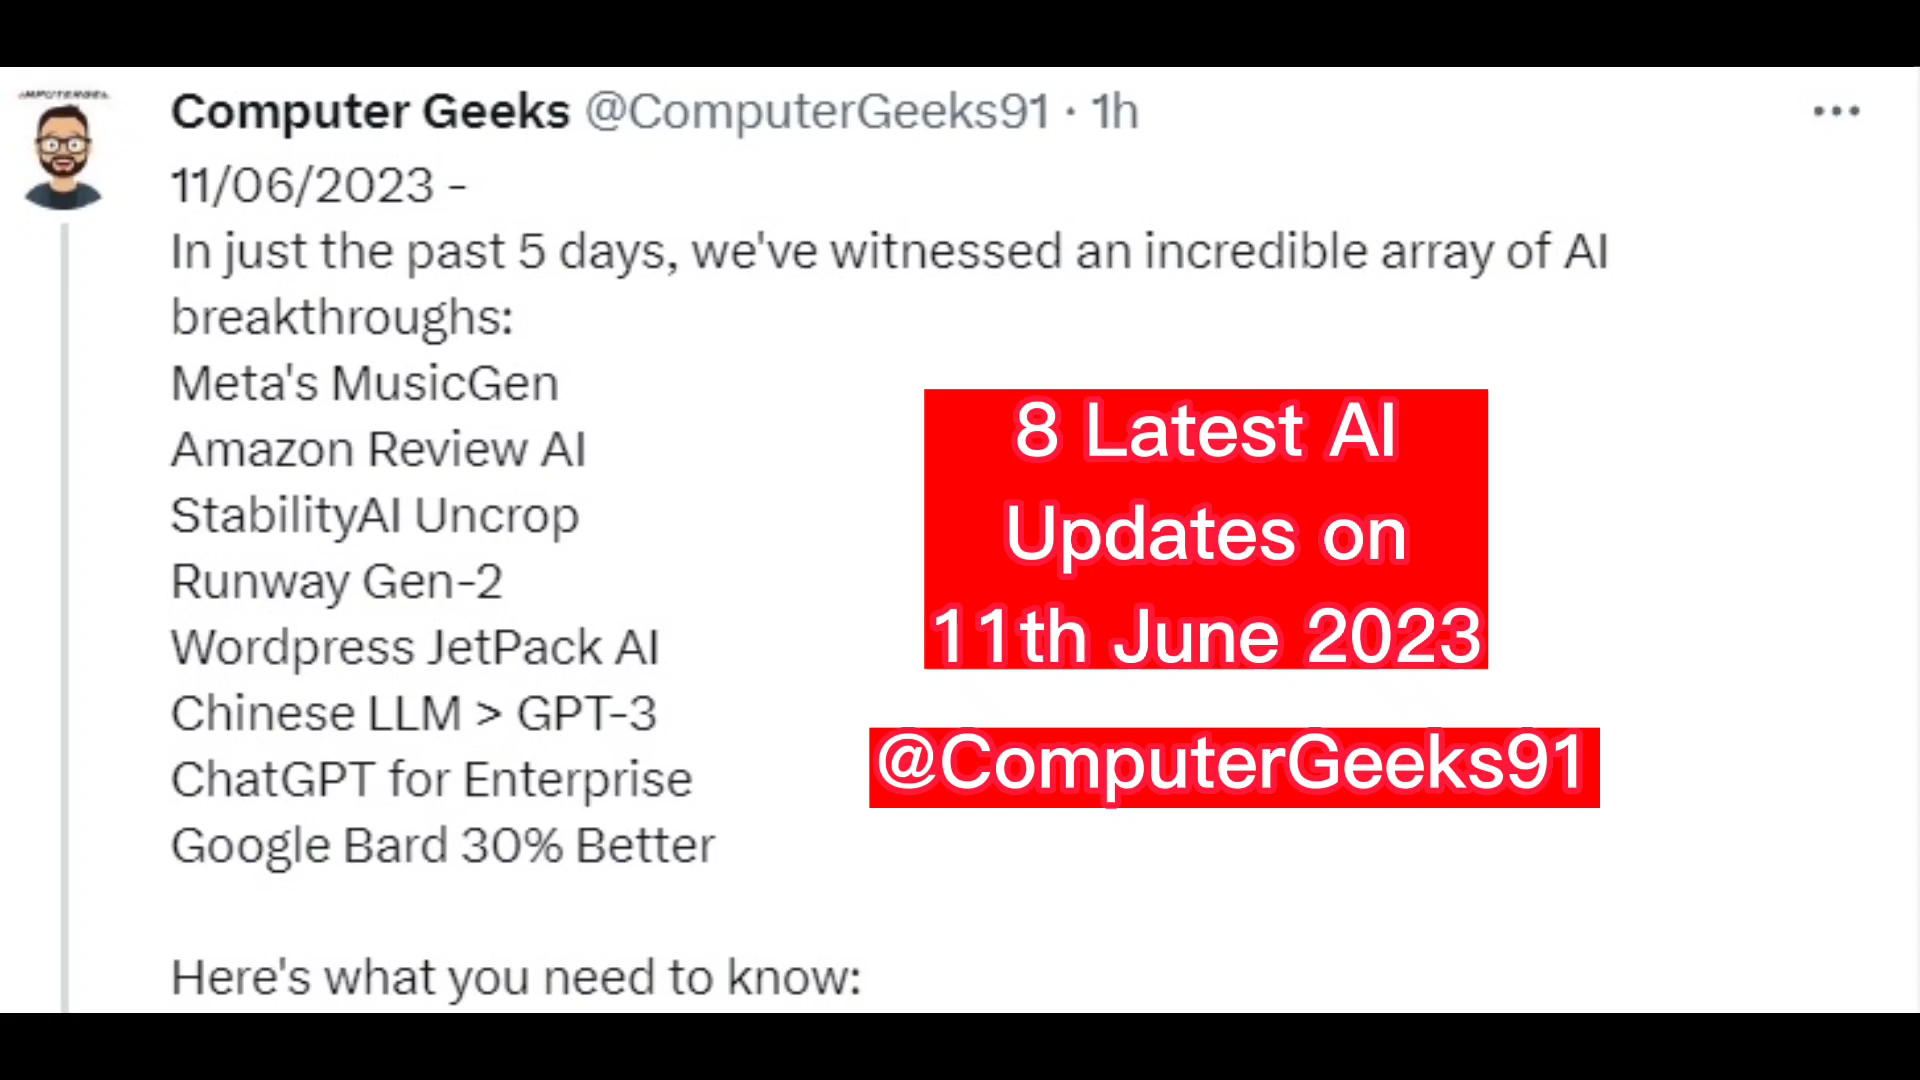 Computer Geeks @ComputerGeeks91 · 1h
11/06/2023 -
In just the past 5 days, we've witnessed an incredible array of AI
breakthroughs:
Meta's MusicGen
Amazon Review AI
StabilityAI Uncrop
Runway Gen-2
Wordpress JetPack AI
Chinese LLM > GPT-3
ChatGPT for Enterprise
Google Bard 30% Better
Here's what you need to know:
8 Latest AI
Updates on
11th June 2023
@ComputerGeeks91